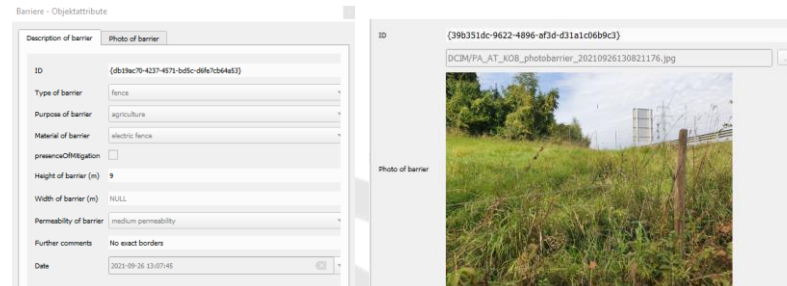 Barriere - Objektattribute
Description of barrier
Photo of barrier
ID {db19ac70-4237-4571-bd5c-d6fe7cb64a53}
Type of barrier fence
Purpose of barrier agriculture
Material of barrier electric fence
presenceOfMitigation
Height of barrier (m) 9
Width of barrier (m) NULL
Permeability of barrier medium permeability
Further comments No exact borders
Date 2021-09-26 13:07:45
ID {39b351dc-9622-4896-af3d-d31a1c06b9c3}
DCIM/PA_AT_KOB_photobarrier_20210926130821176.jpg
...
Photo of barrier